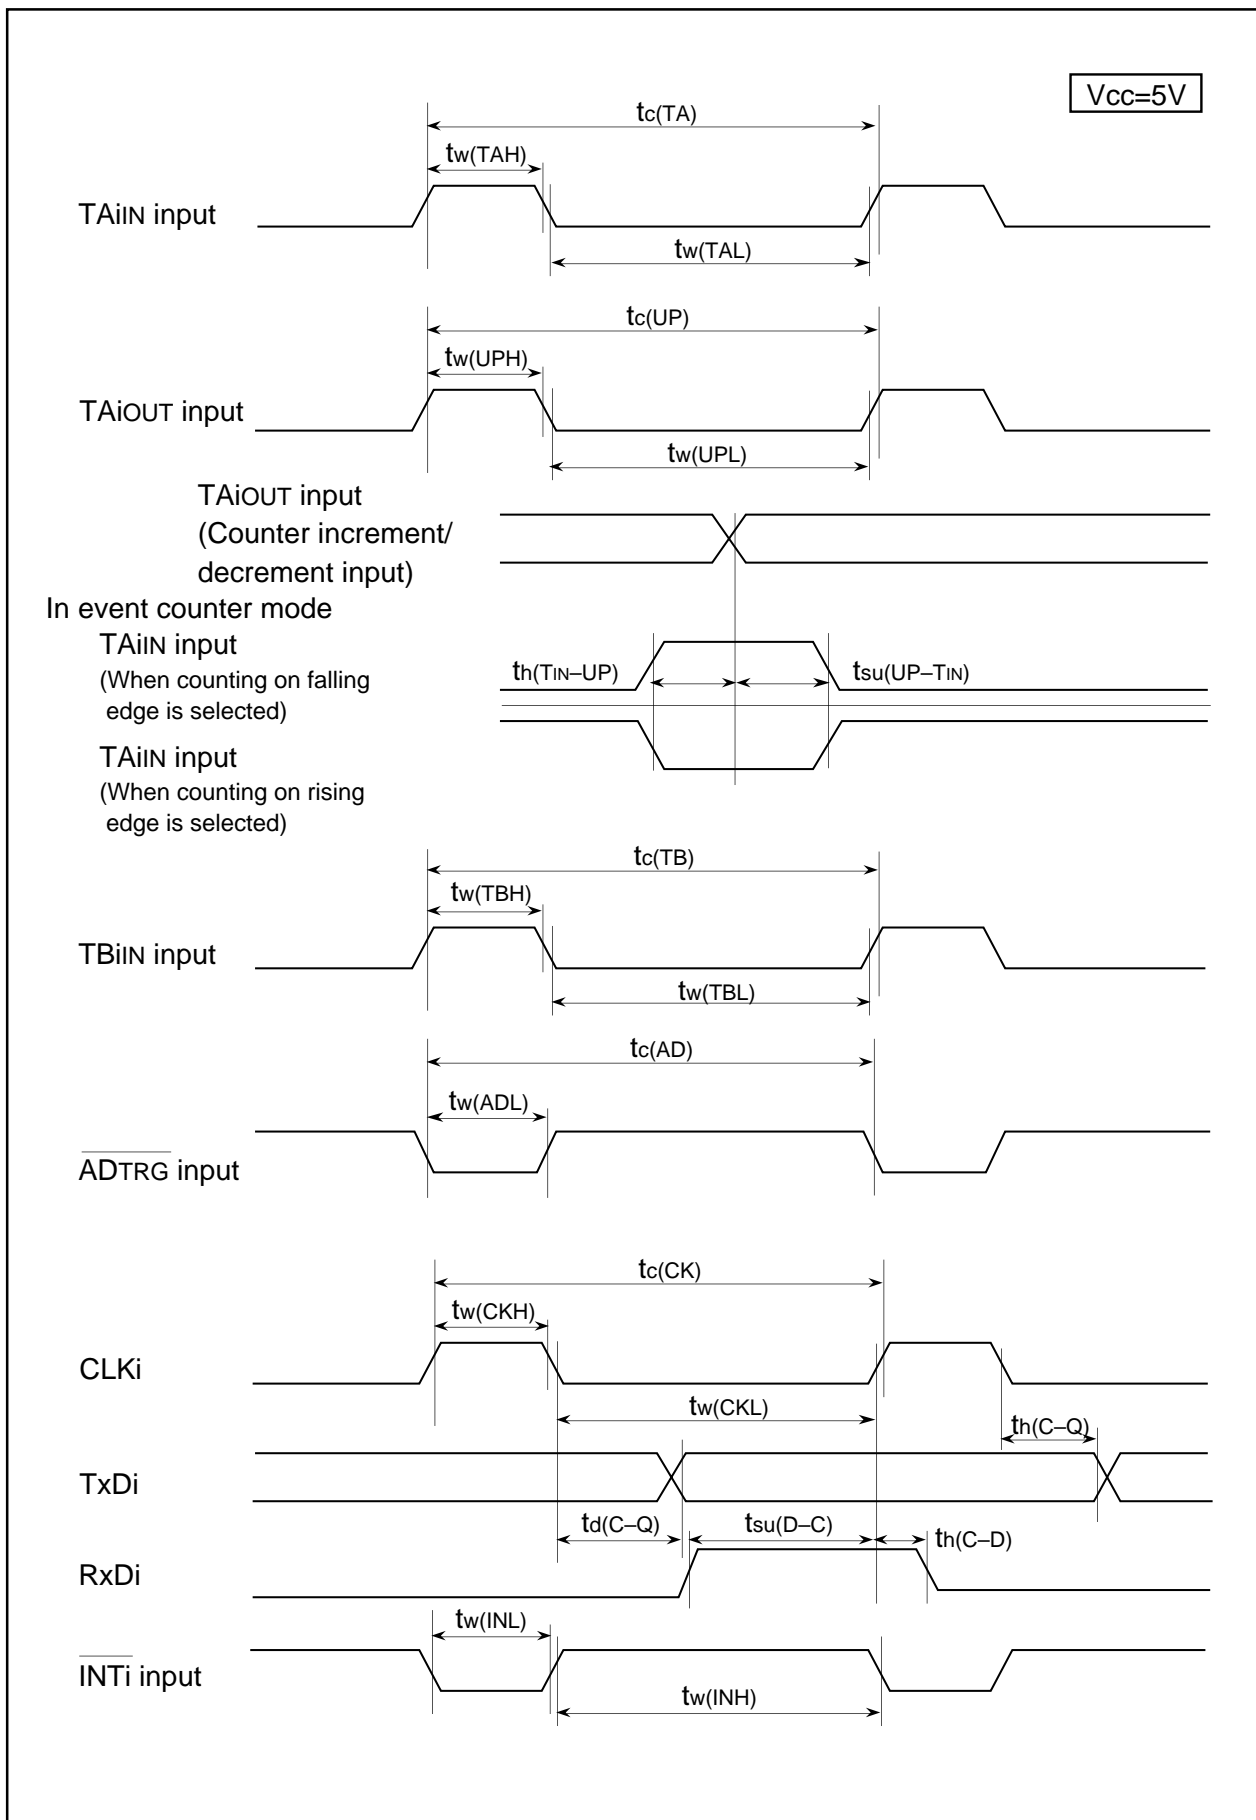 Vcc=5V
tc(TA)
tw(TAH)
TAiIN input
tw(TAL)
tc(UP)
tw(UPH)
TAiOUT input
tw(UPL)
TAiOUT input
(Counter increment/
decrement input)
In event counter mode
TAiIN input
(When counting on falling
edge is selected)
th(TIN–UP)
tsu(UP–TIN)
TAiIN input
(When counting on rising
edge is selected)
tc(TB)
tw(TBH)
TBiIN input
tw(TBL)
tc(AD)
tw(ADL)
ADTRG input
tc(CK)
tw(CKH)
CLKi
tw(CKL)
th(C–Q)
TxDi
td(C–Q)
tsu(D–C)
th(C–D)
RxDi
tw(INL)
INTi input
tw(INH)